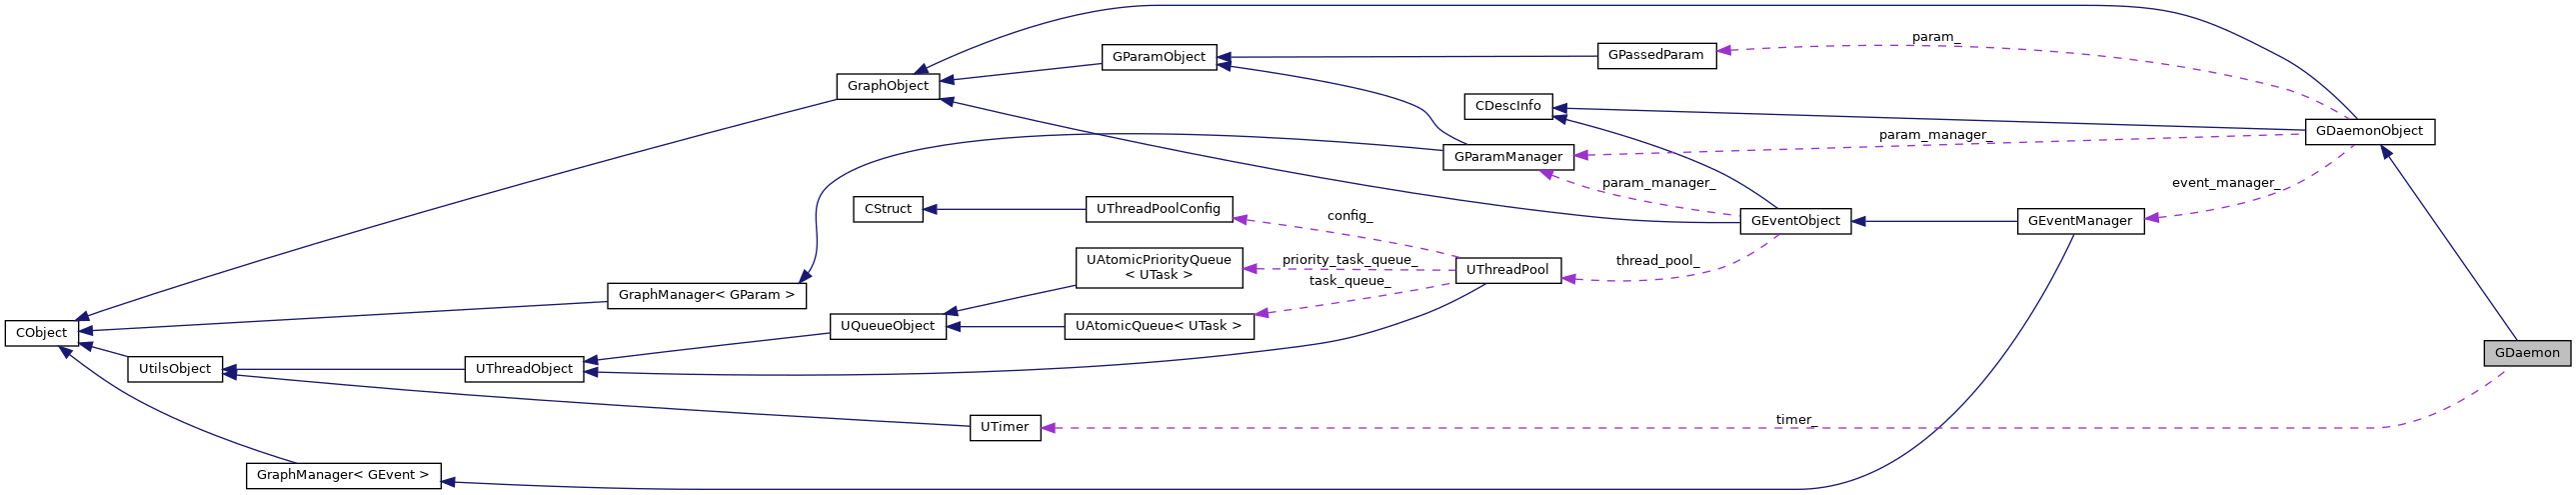 param_
GPassedParam
GParamObject
GraphObject
CDescInfo
GDaemonObject
param_manager_
GParamManager
param_manager_
event_manager_
CStruct
UThreadPoolConfig
config_
GEventObject
GEventManager
UAtomicPriorityQueue
< UTask >
priority_task_queue_
thread_pool_
UThreadPool
task_queue_
GraphManager< GParam >
UQueueObject
UAtomicQueue< UTask >
CObject
GDaemon
UtilsObject
UThreadObject
timer_
UTimer
GraphManager< GEvent >